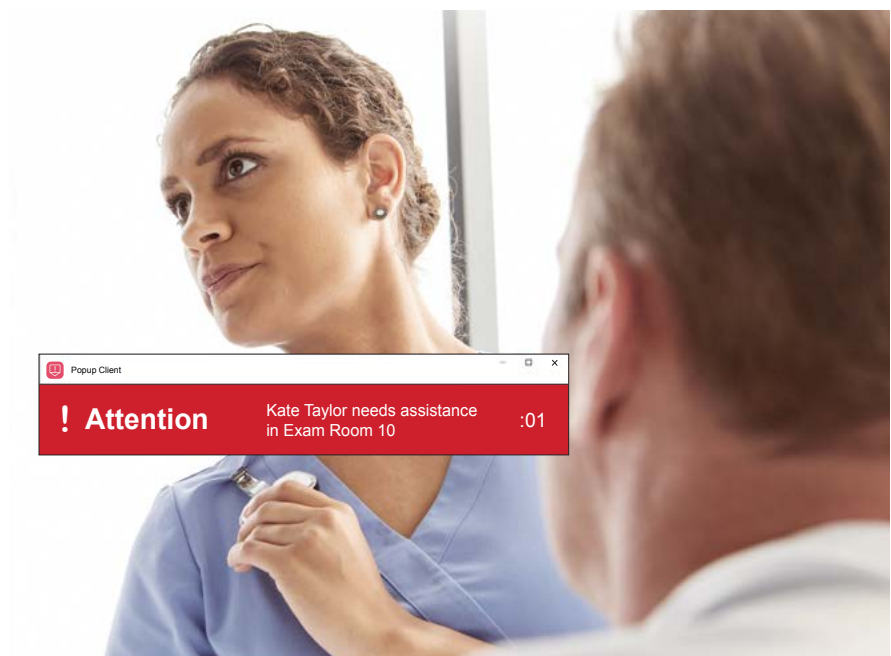 Popup Client
! Attention
Kate Taylor needs assistance
in Exam Room 10
:01